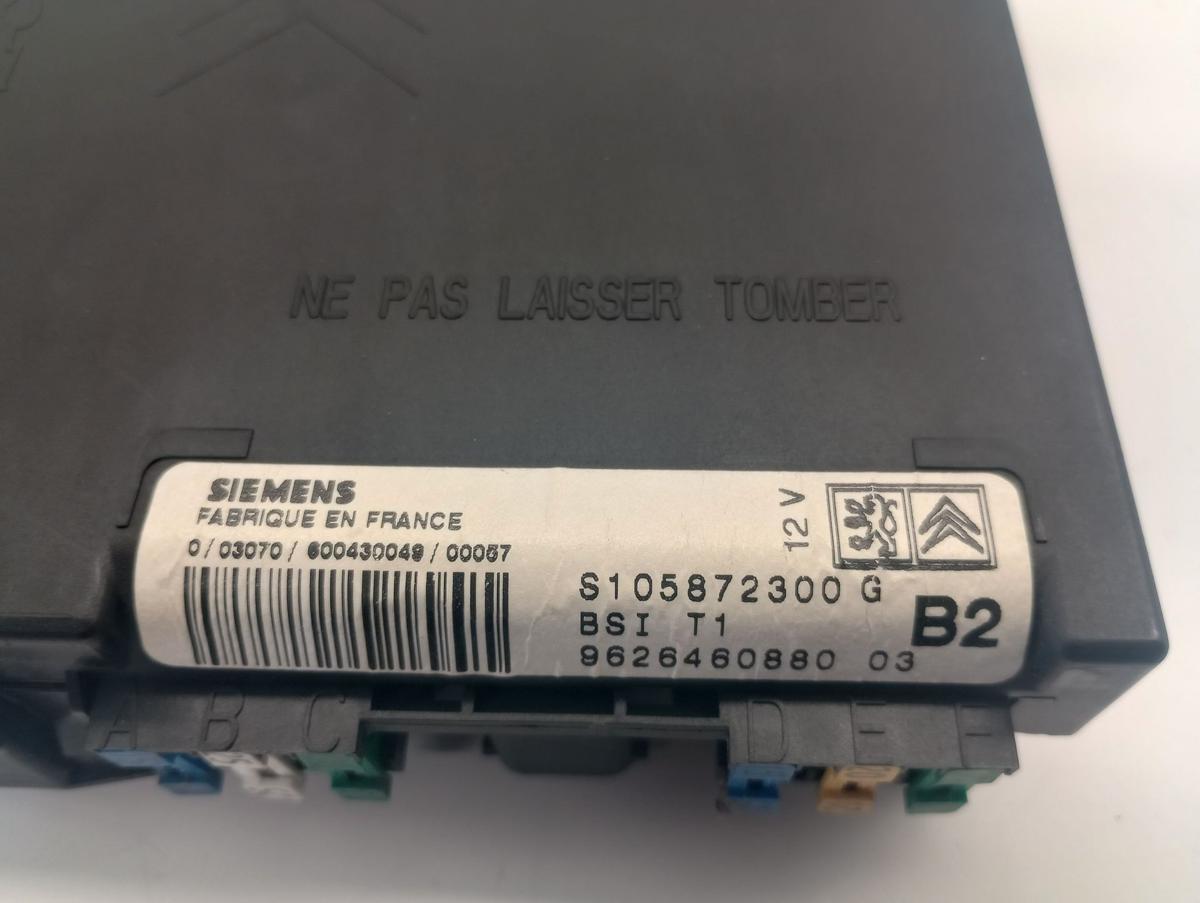 NE PAS LAISSER TOMBER
SIEMENS
FABRIQUE EN FRANCE
0/03070/600430049/00057
12 V
S105872300 G
BSI T1
B2
9626460880 03
A B C D E F